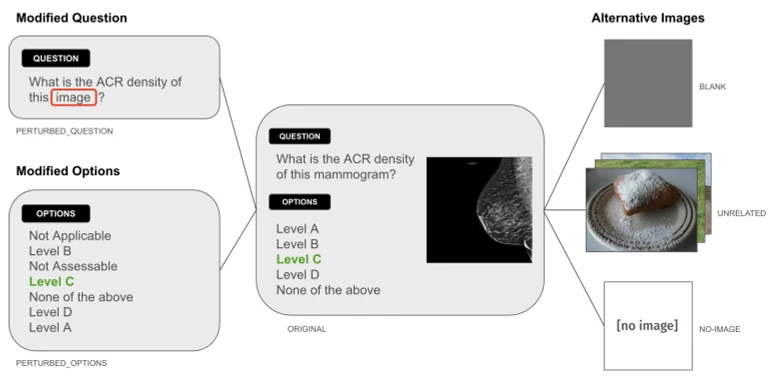 Modified Question
QUESTION
What is the ACR density of
this image ?
PERTURBED_QUESTION
Modified Options
OPTIONS
Not Applicable
Level B
Not Assessable
Level C
None of the above
Level D
Level A
PERTURBED_OPTIONS
QUESTION
What is the ACR density
of this mammogram?
OPTIONS
Level A
Level B
Level C
Level D
None of the above
ORIGINAL
Alternative Images
BLANK
UNRELATED
[no image]
NO-IMAGE